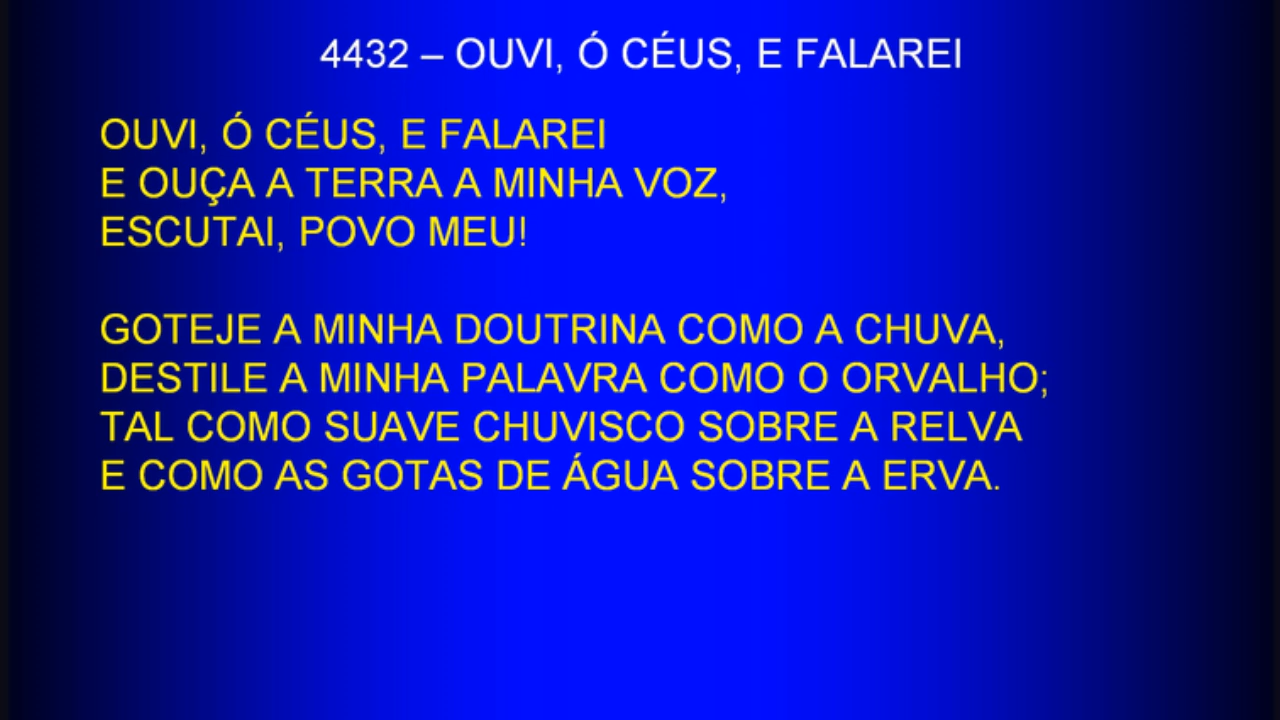 4432 – OUVI, Ó CÉUS, E FALAREI
OUVI, Ó CÉUS, E FALAREI
E OUÇA A TERRA A MINHA VOZ,
ESCUTAI, POVO MEU!
GOTEJE A MINHA DOUTRINA COMO A CHUVA,
DESTILE A MINHA PALAVRA COMO O ORVALHO;
TAL COMO SUAVE CHUVISCO SOBRE A RELVA
E COMO AS GOTAS DE ÁGUA SOBRE A ERVA.